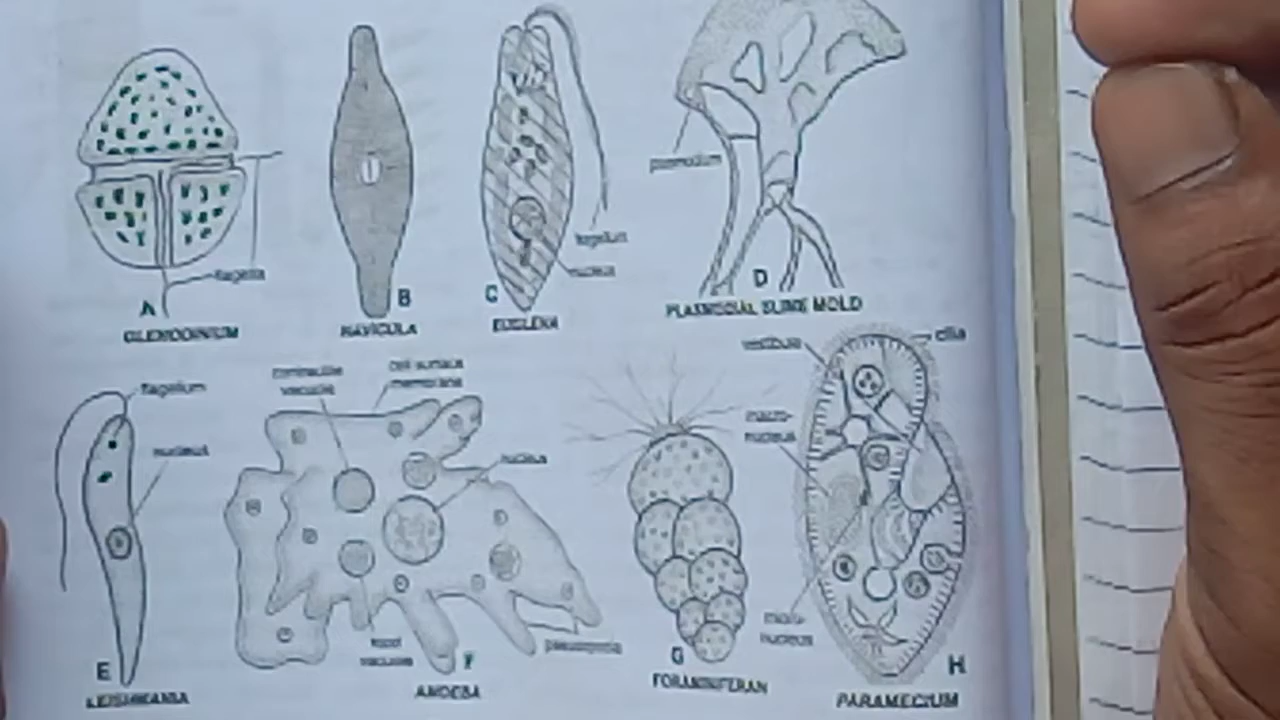 plasmodium
flagellum
nucleus
flagella
A
B
C
D
GLENODINIUM
NAVICULA
EUGLENA
PLASMODIAL SLIME MOLD
vestibule
cilia
flagellum
contractile
vacuole
cell surface
membrane
macro-
nucleus
nucleus
nucleus
food
vacuole
pseudopodia
micro-
nucleus
E
F
G
H
LEISHMANIA
AMOEBA
FORAMINIFERAN
PARAMECIUM